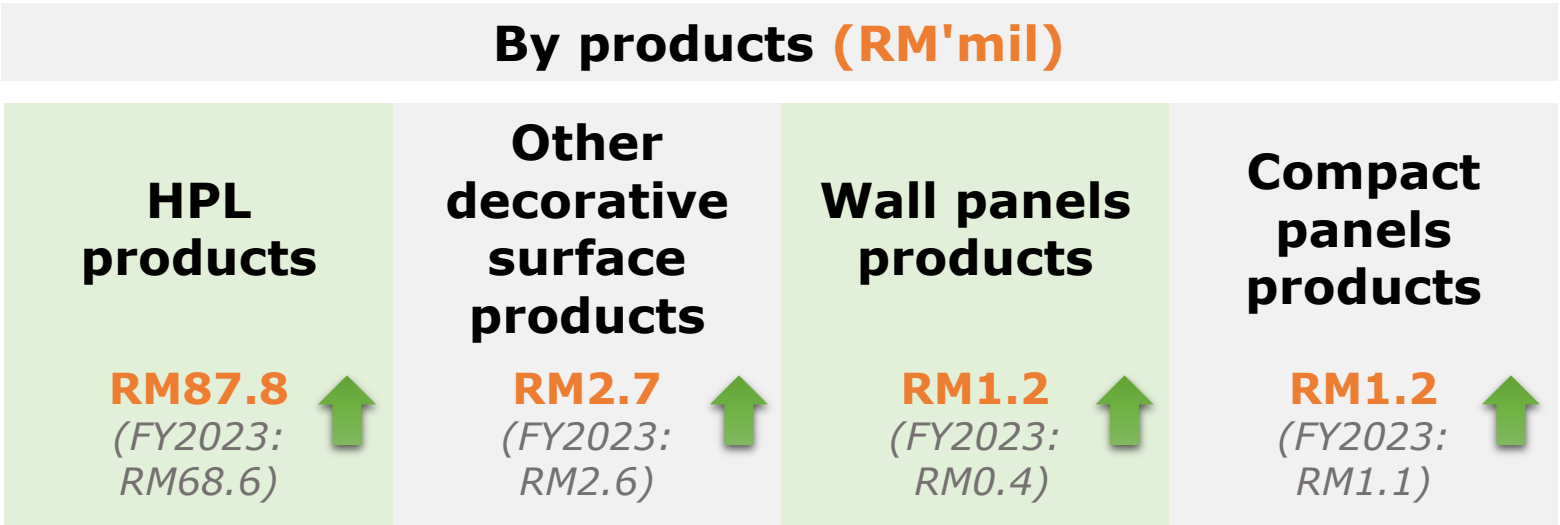 By products (RM'mil)
HPL
products
RM87.8
(FY2023:
RM68.6)
Other
decorative
surface
products
RM2.7
(FY2023:
RM2.6)
Wall panels
products
RM1.2
(FY2023:
RM0.4)
Compact
panels
products
RM1.2
(FY2023:
RM1.1)